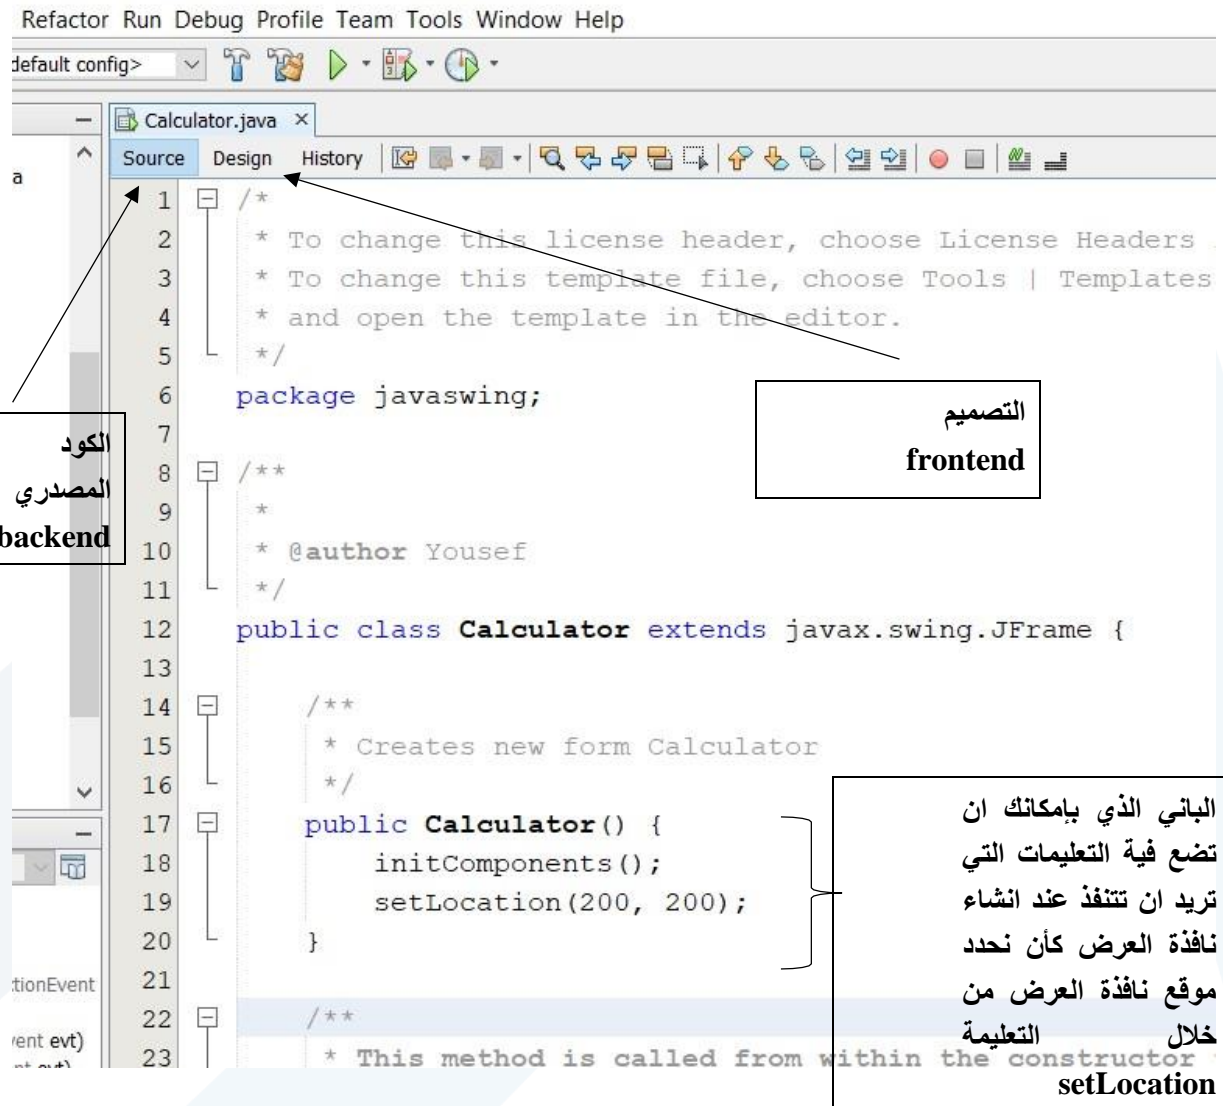 Refactor Run Debug Profile Team Tools Window Help
default config>
Calculator.java ×
Source Design History
a
1 /*
2 * To change this license header, choose License Headers
3 * To change this template file, choose Tools | Templates
4 * and open the template in the editor.
5 */
6 package javaswing;
7
8 /**
9 *
10 * @author Yousef
11 */
12 public class Calculator extends javax.swing.JFrame {
13
14 /**
15 * Creates new form Calculator
16 */
17 public Calculator() {
18 initComponents();
19 setLocation(200, 200);
20 }
21
22 /**
23 * This method is called from within the constructor
التصميم
frontend
الكود
المصدري
backend
الباني الذي بإمكانك ان
تضع فية التعليمات التي
تريد ان تتنفذ عند انشاء
نافذة العرض كأن نحدد
موقع نافذة العرض من
خلال التعليمة
setLocation
tionEvent
vent evt)